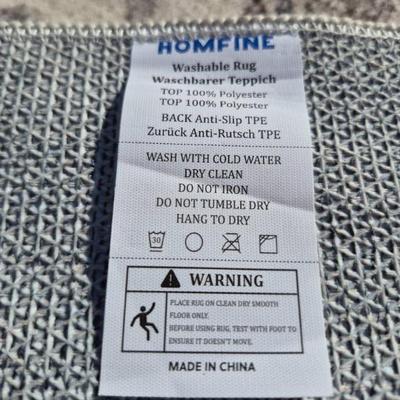 HOMFINE
Washable Rug
Waschbarer Teppich
TOP 100% Polyester
TOP 100% Polyester
BACK Anti-Slip TPE
Zurück Anti-Rutsch TPE
WASH WITH COLD WATER
DRY CLEAN
DO NOT IRON
DO NOT TUMBLE DRY
HANG TO DRY
30
WARNING
PLACE RUG ON CLEAN DRY SMOOTH
FLOOR ONLY.
BEFORE USING RUG, TEST WITH FOOT TO
ENSURE IT DOESN'T MOVE.
MADE IN CHINA